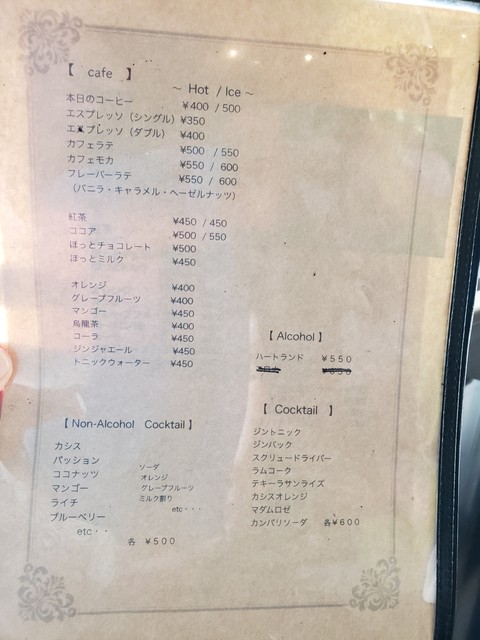 【 cafe 】
～ Hot / Ice ～
本日のコーヒー ¥400 / 500
エスプレッソ（シングル）¥350
エスプレッソ（ダブル） ¥400
カフェラテ ¥500 / 550
カフェモカ ¥550 / 600
フレーバーラテ ¥550 / 600
（バニラ・キャラメル・ヘーゼルナッツ）
紅茶 ¥450 / 450
ココア ¥500 / 550
ほっとチョコレート ¥500
ほっとミルク ¥450
オレンジ ¥400
グレープフルーツ ¥400
マンゴー ¥450
烏龍茶 ¥400
コーラ ¥450
ジンジャエール ¥450
トニックウォーター ¥450
【 Alcohol 】
ハートランド ¥550
【 Non-Alcohol Cocktail 】
カシス
パッション
ココナッツ
マンゴー
ライチ
ブルーベリー
etc・・
ソーダ
オレンジ
グレープフルーツ
ミルク割り
etc・・・
各 ¥500
【 Cocktail 】
ジントニック
ジンバック
スクリュードライバー
ラムコーク
テキーラサンライズ
カシスオレンジ
マダムロゼ
カンパリソーダ 各¥600